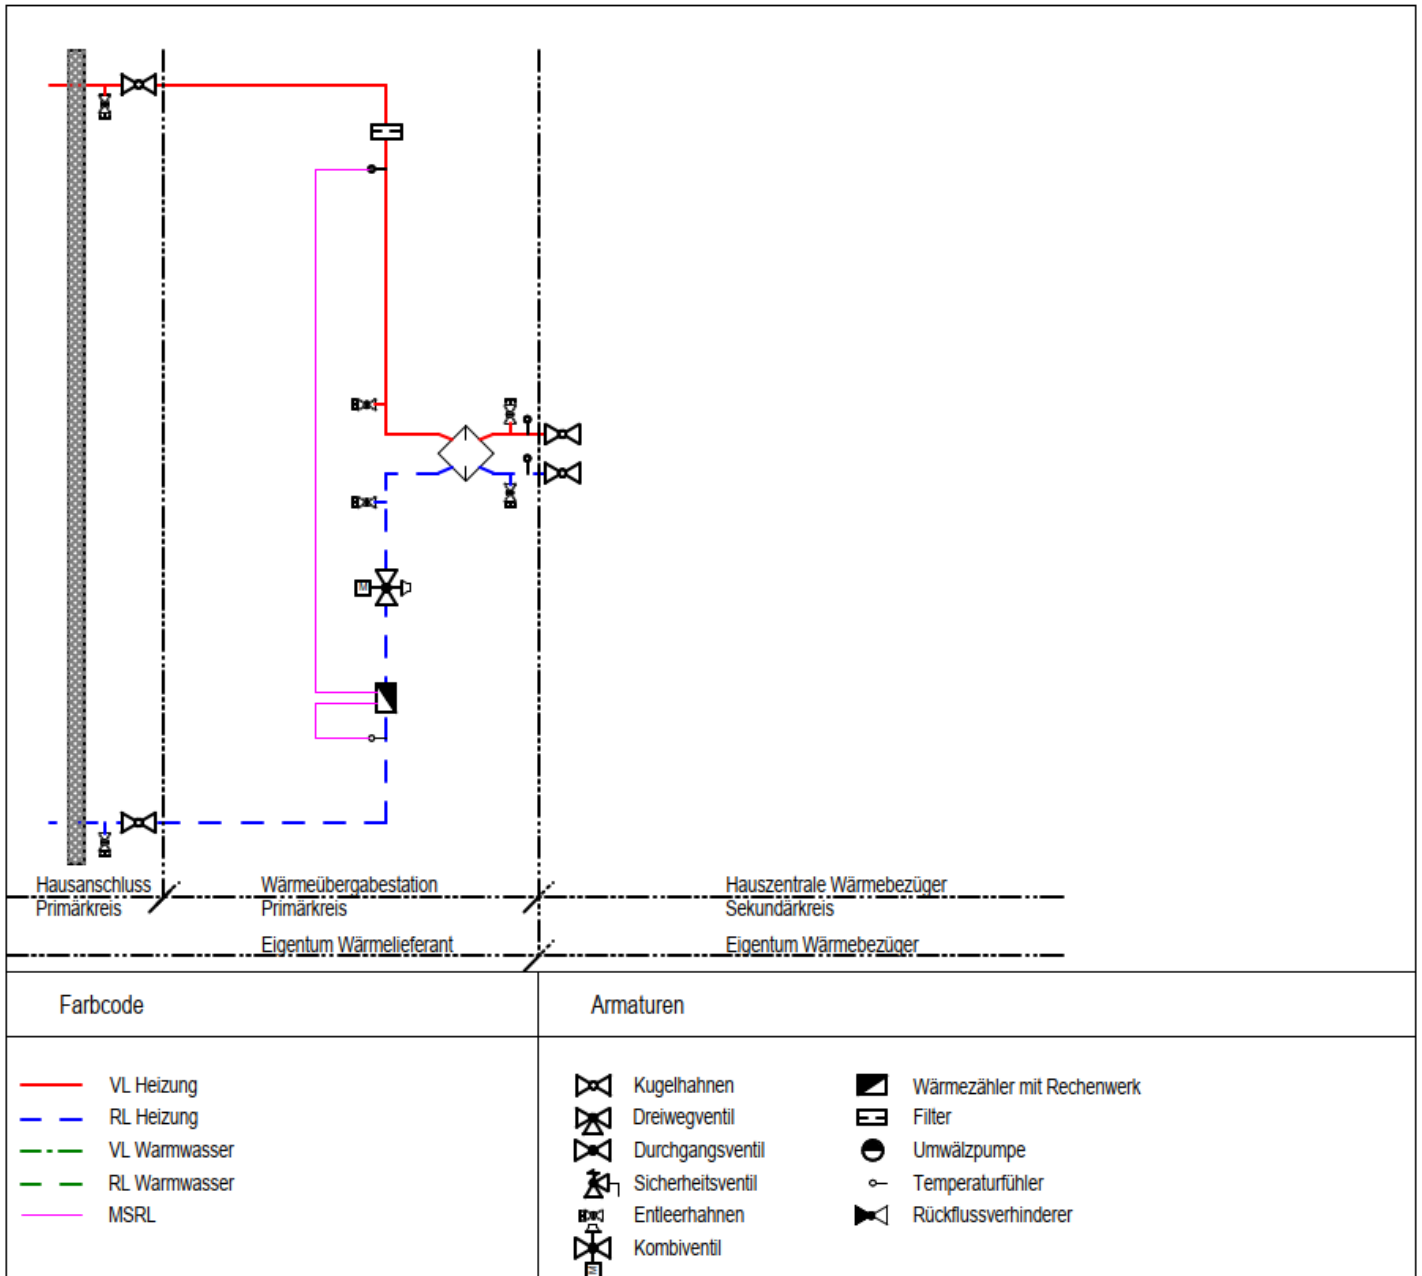 M
Hausanschluss
Primärkreis
Wärmeübergabestation
Primärkreis
Hauszentrale Wärmebezüger
Sekundärkreis
Eigentum Wärmelieferant
Eigentum Wärmebezüger
Farbcode
Armaturen
VL Heizung
RL Heizung
VL Warmwasser
RL Warmwasser
MSRL
Kugelhahnen
Dreiwegventil
Durchgangsventil
Sicherheitsventil
Entleerhahnen
Kombiventil
M
Wärmezähler mit Rechenwerk
Filter
Umwälzpumpe
Temperaturfühler
Rückflussverhinderer